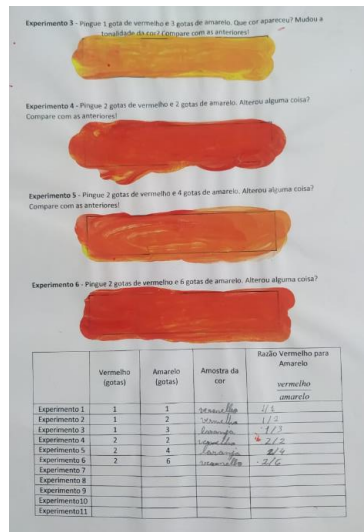 Experimento 3 - Pingue 1 gota de vermelho e 3 gotas de amarelo. Que cor apareceu? Mudou a
tonalidade da cor? Compare com as anteriores!
Experimento 4 - Pingue 2 gotas de vermelho e 2 gotas de amarelo. Alterou alguma coisa?
Compare com as anteriores!
Experimento 5 - Pingue 2 gotas de vermelho e 4 gotas de amarelo. Alterou alguma coisa?
Compare com as anteriores!
Experimento 6 - Pingue 2 gotas de vermelho e 6 gotas de amarelo. Alterou alguma coisa?
Vermelho (gotas) Amarelo (gotas) Amostra da cor Razão Vermelho para Amarelo vermelho amarelo
Experimento 1 1 1 vermelho 1/1
Experimento 2 1 2 vermelho 1/2
Experimento 3 1 3 laranja 1/3
Experimento 4 2 2 vermelho 2/2
Experimento 5 2 4 laranja 2/4
Experimento 6 2 6 vermelho 2/6
Experimento 7
Experimento 8
Experimento 9
Experimento10
Experimento11